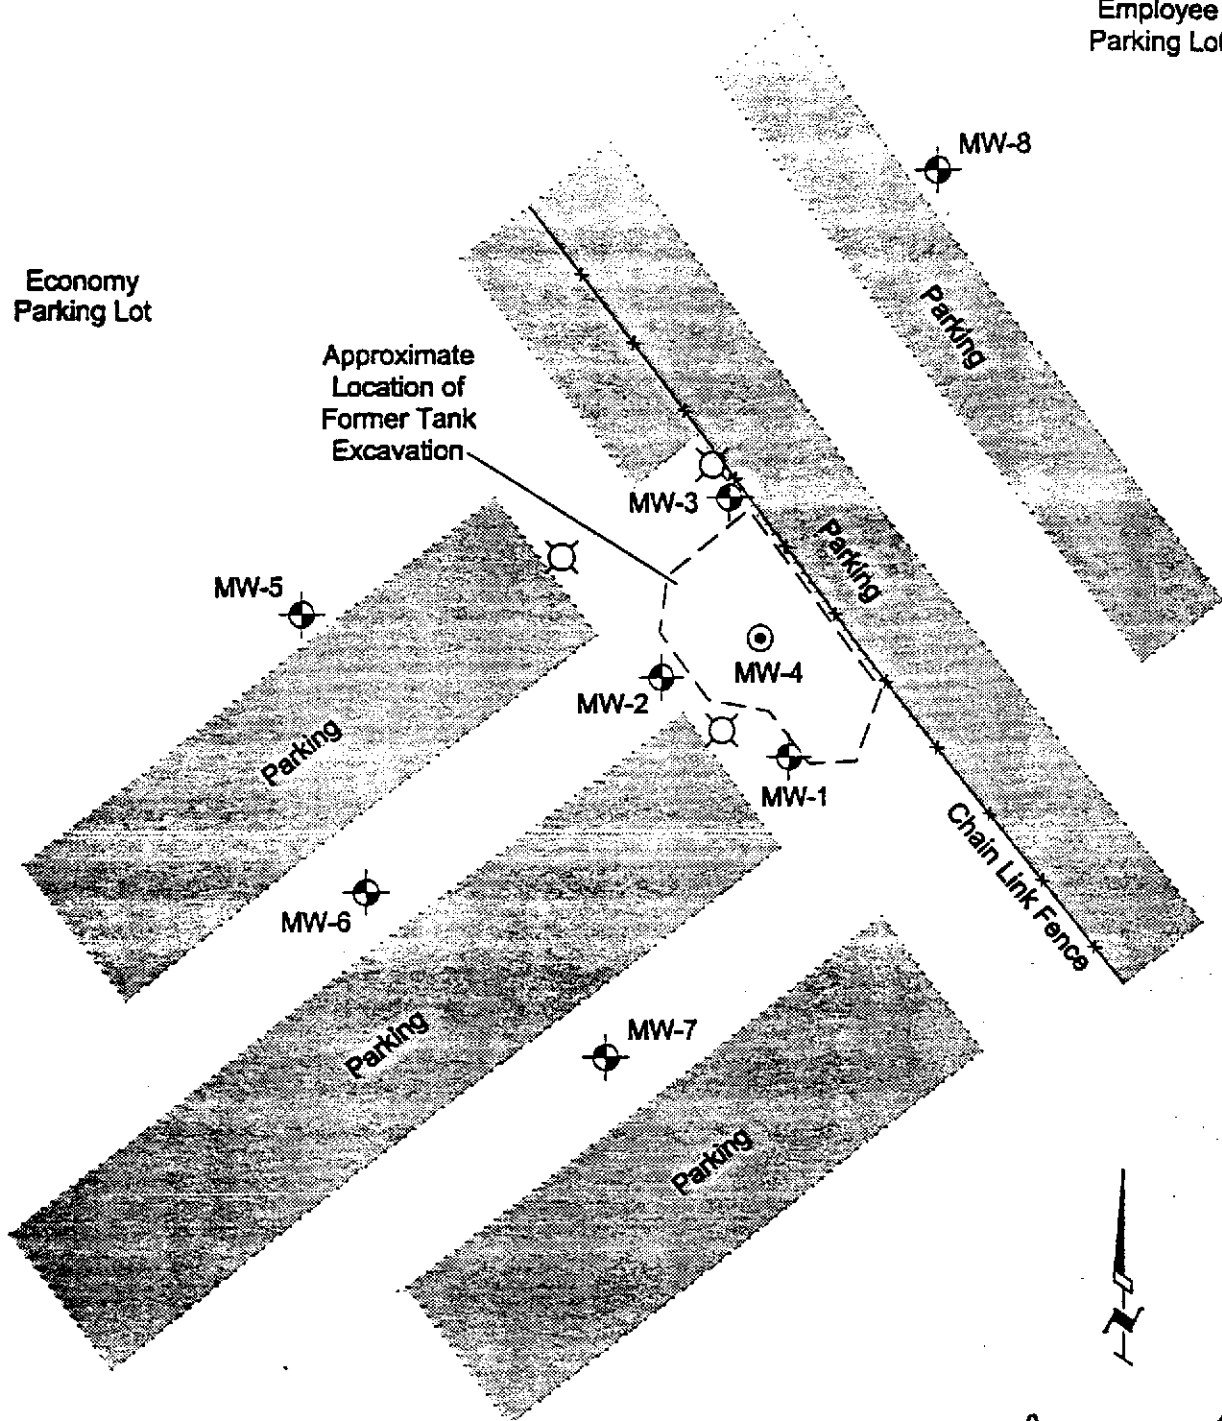 Employee
Parking Lot
MW-8
Economy
Parking Lot
Parking
Approximate
Location of
Former Tank
Excavation
MW-3
Parking
MW-5
MW-4
MW-2
Parking
MW-1
Chain Link Fence
MW-6
Parking
MW-7
Parking
N